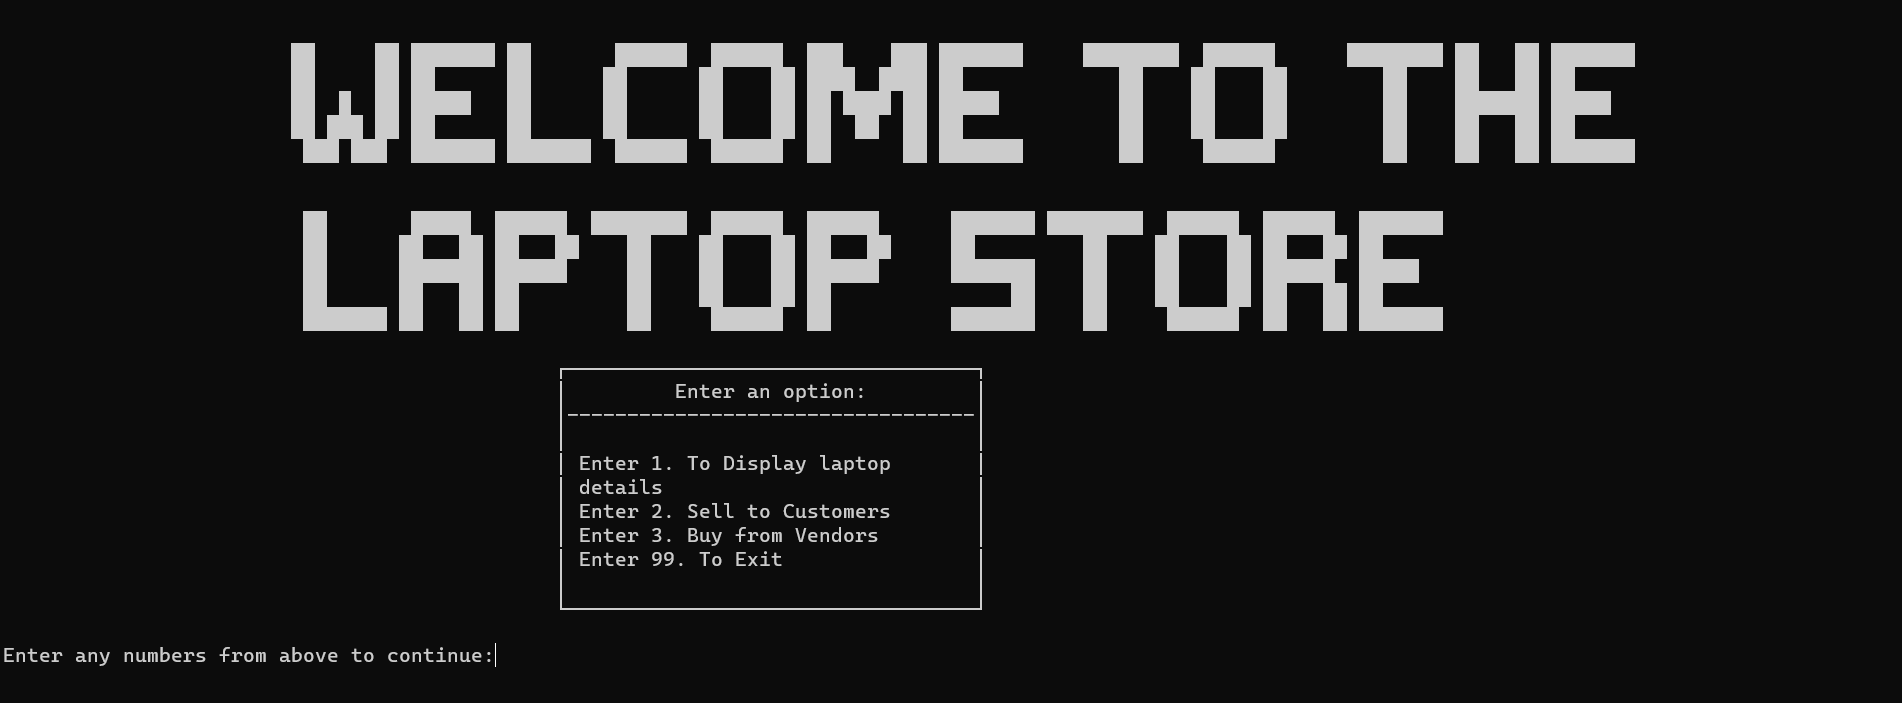 WELCOME TO THE
LAPTOP STORE
Enter an option:
Enter 1. To Display laptop
details
Enter 2. Sell to Customers
Enter 3. Buy from Vendors
Enter 99. To Exit
Enter any numbers from above to continue: